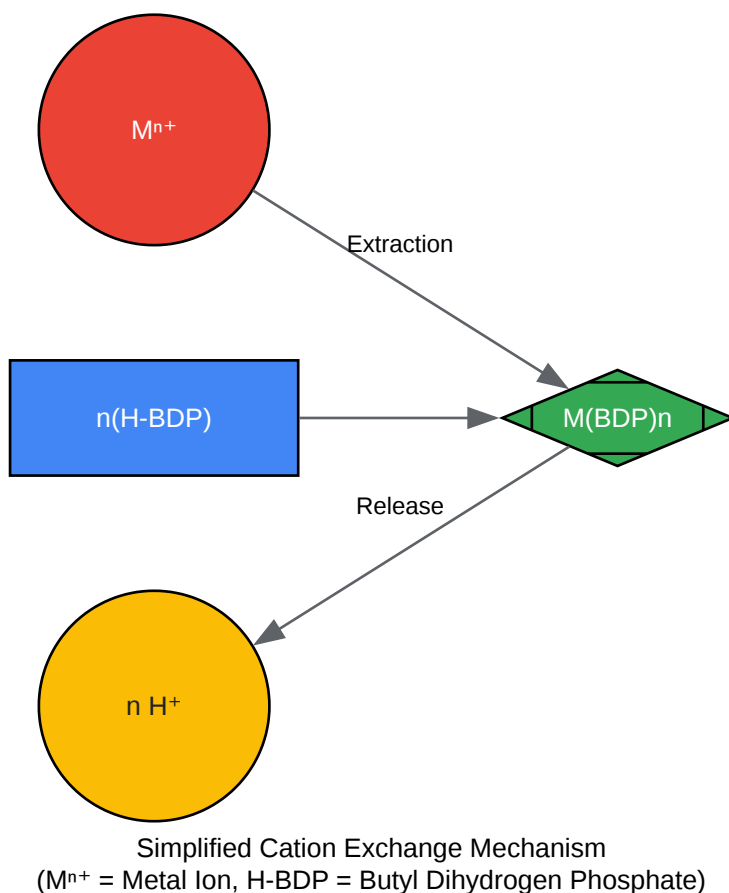 Mⁿ⁺
Extraction
n(H-BDP)
M(BDP)n
Release
n H⁺
Simplified Cation Exchange Mechanism
(Mⁿ⁺ = Metal Ion, H-BDP = Butyl Dihydrogen Phosphate)